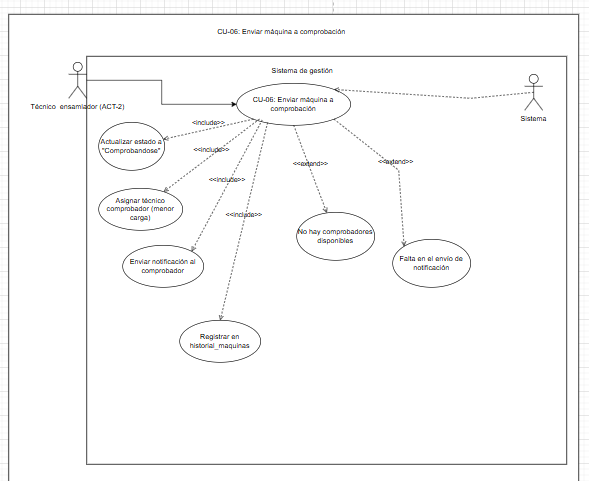 CU-06: Enviar máquina a comprobación
Sistema de gestión
Técnico ensamlador (ACT-2)
CU-06: Enviar máquina a
comprobación
Sistema
<<include>>
Actualizar estado a
"Comprobandose"
<<include>>
<<extend>>
<<extend>>
<<include>>
Asignar técnico
comprobador (menor
carga)
<<include>>
No hay comprobadores
disponibles
Enviar notificación al
comprobador
Falta en el envío de
notificación
Registrar en
historial_maquinas